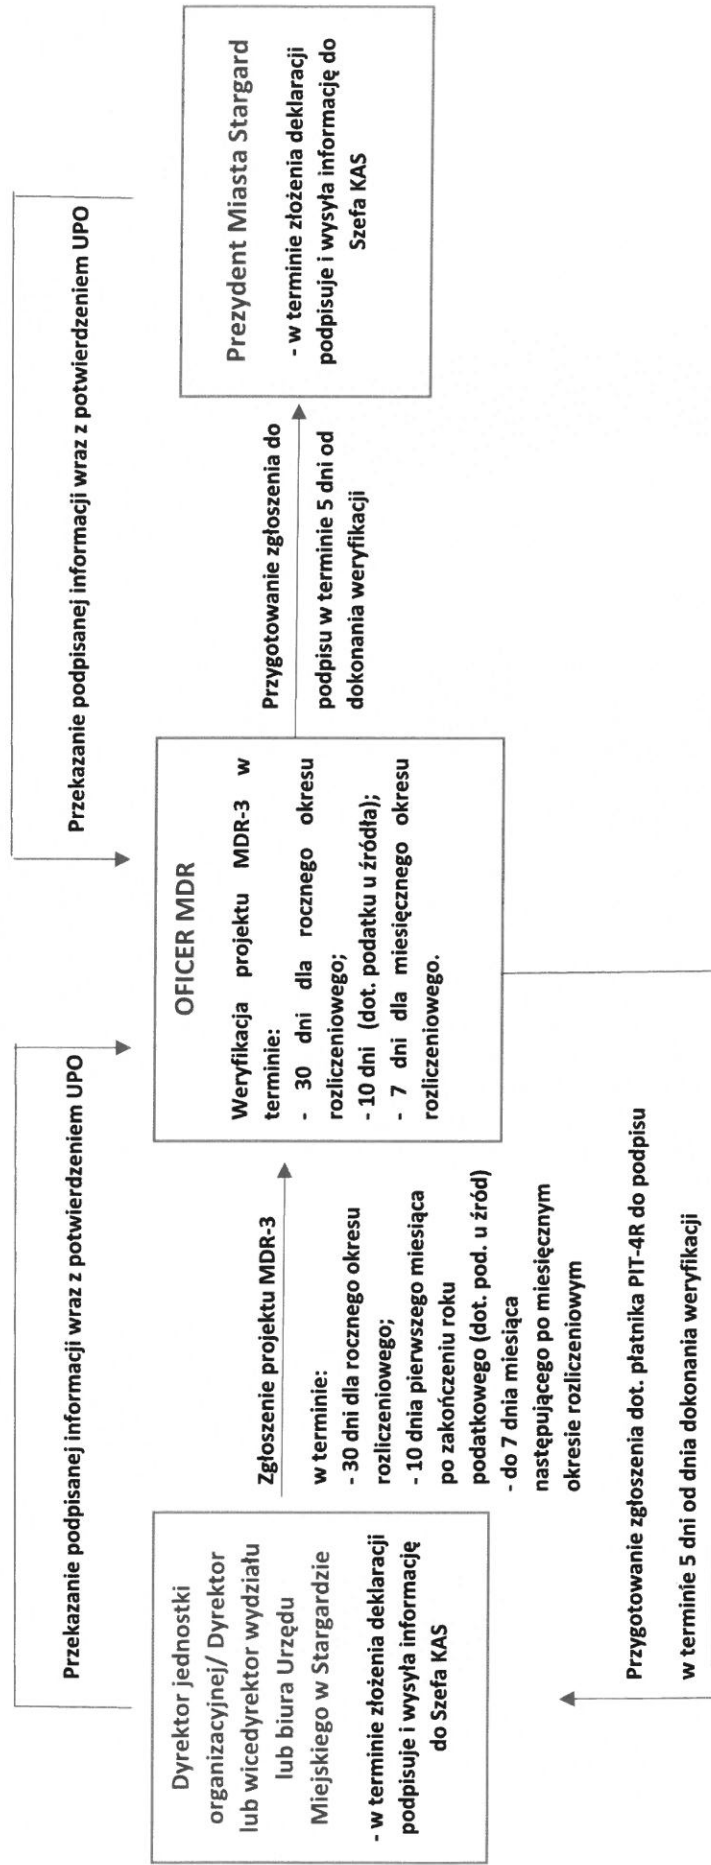 Przekazanie podpisanej informacji wraz z potwierdzeniem UPO
Przekazanie podpisanej informacji wraz z potwierdzeniem UPO
Dyrektor jednostki
organizacyjnej/ Dyrektor
lub wicedyrektor wydziału
lub biura Urzędu
Miejskiego w Stargardzie
- w terminie złożenia deklaracji
podpisuje i wysyła informację
do Szefa KAS
Zgłoszenie projektu MDR-3
w terminie:
- 30 dni dla rocznego okresu
rozliczeniowego;
- 10 dnia pierwszego miesiąca
po zakończeniu roku
podatkowego (dot. pod. u źród)
- do 7 dnia miesiąca
następującego po miesięcznym
okresie rozliczeniowym
OFICER MDR
Weryfikacja projektu MDR-3 w
terminie:
- 30 dni dla rocznego okresu
rozliczeniowego;
- 10 dni (dot. podatku u źródła);
- 7 dni dla miesięcznego okresu
rozliczeniowego.
Przygotowanie zgłoszenia do
podpisu w terminie 5 dni od
dokonania weryfikacji
Prezydent Miasta Stargard
- w terminie złożenia deklaracji
podpisuje i wysyła informację do
Szefa KAS
Przygotowanie zgłoszenia dot. płatnika PIT-4R do podpisu
w terminie 5 dni od dnia dokonania weryfikacji